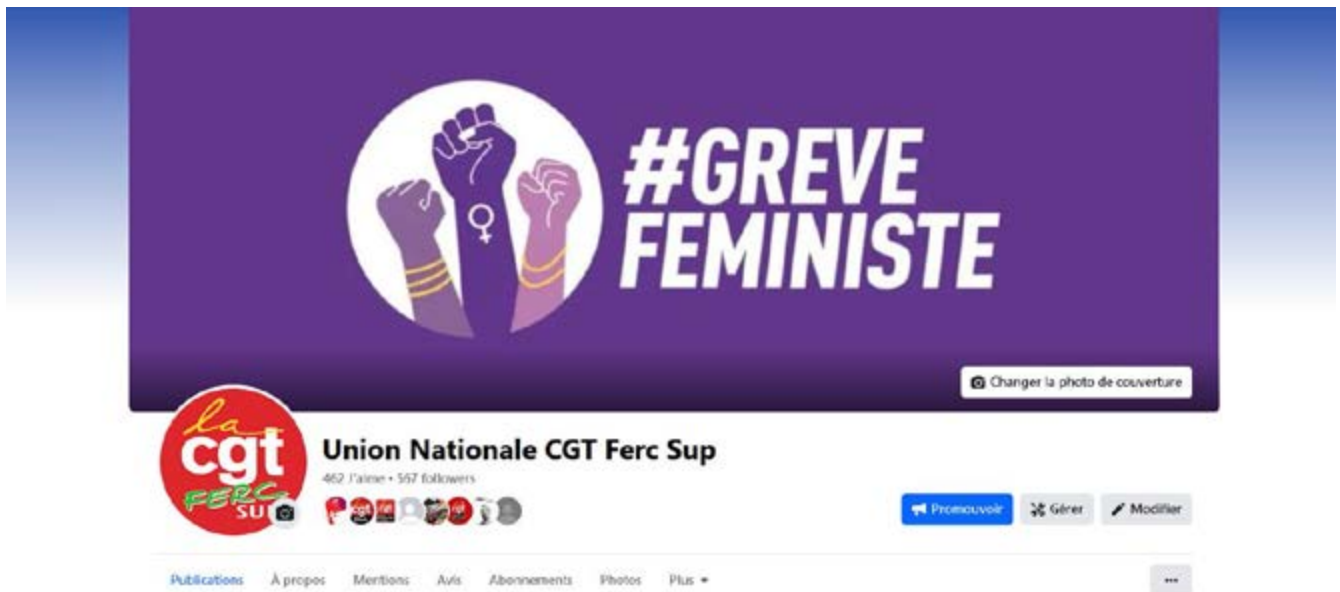 #GREVE
FEMINISTE
Changer la photo de couverture
la
cgt
FERC
SUP
Union Nationale CGT Ferc Sup
462 J'aime • 567 followers
Promouvoir
Gérer
Modifier
Publications À propos Mentions Avis Abonnements Photos Plus